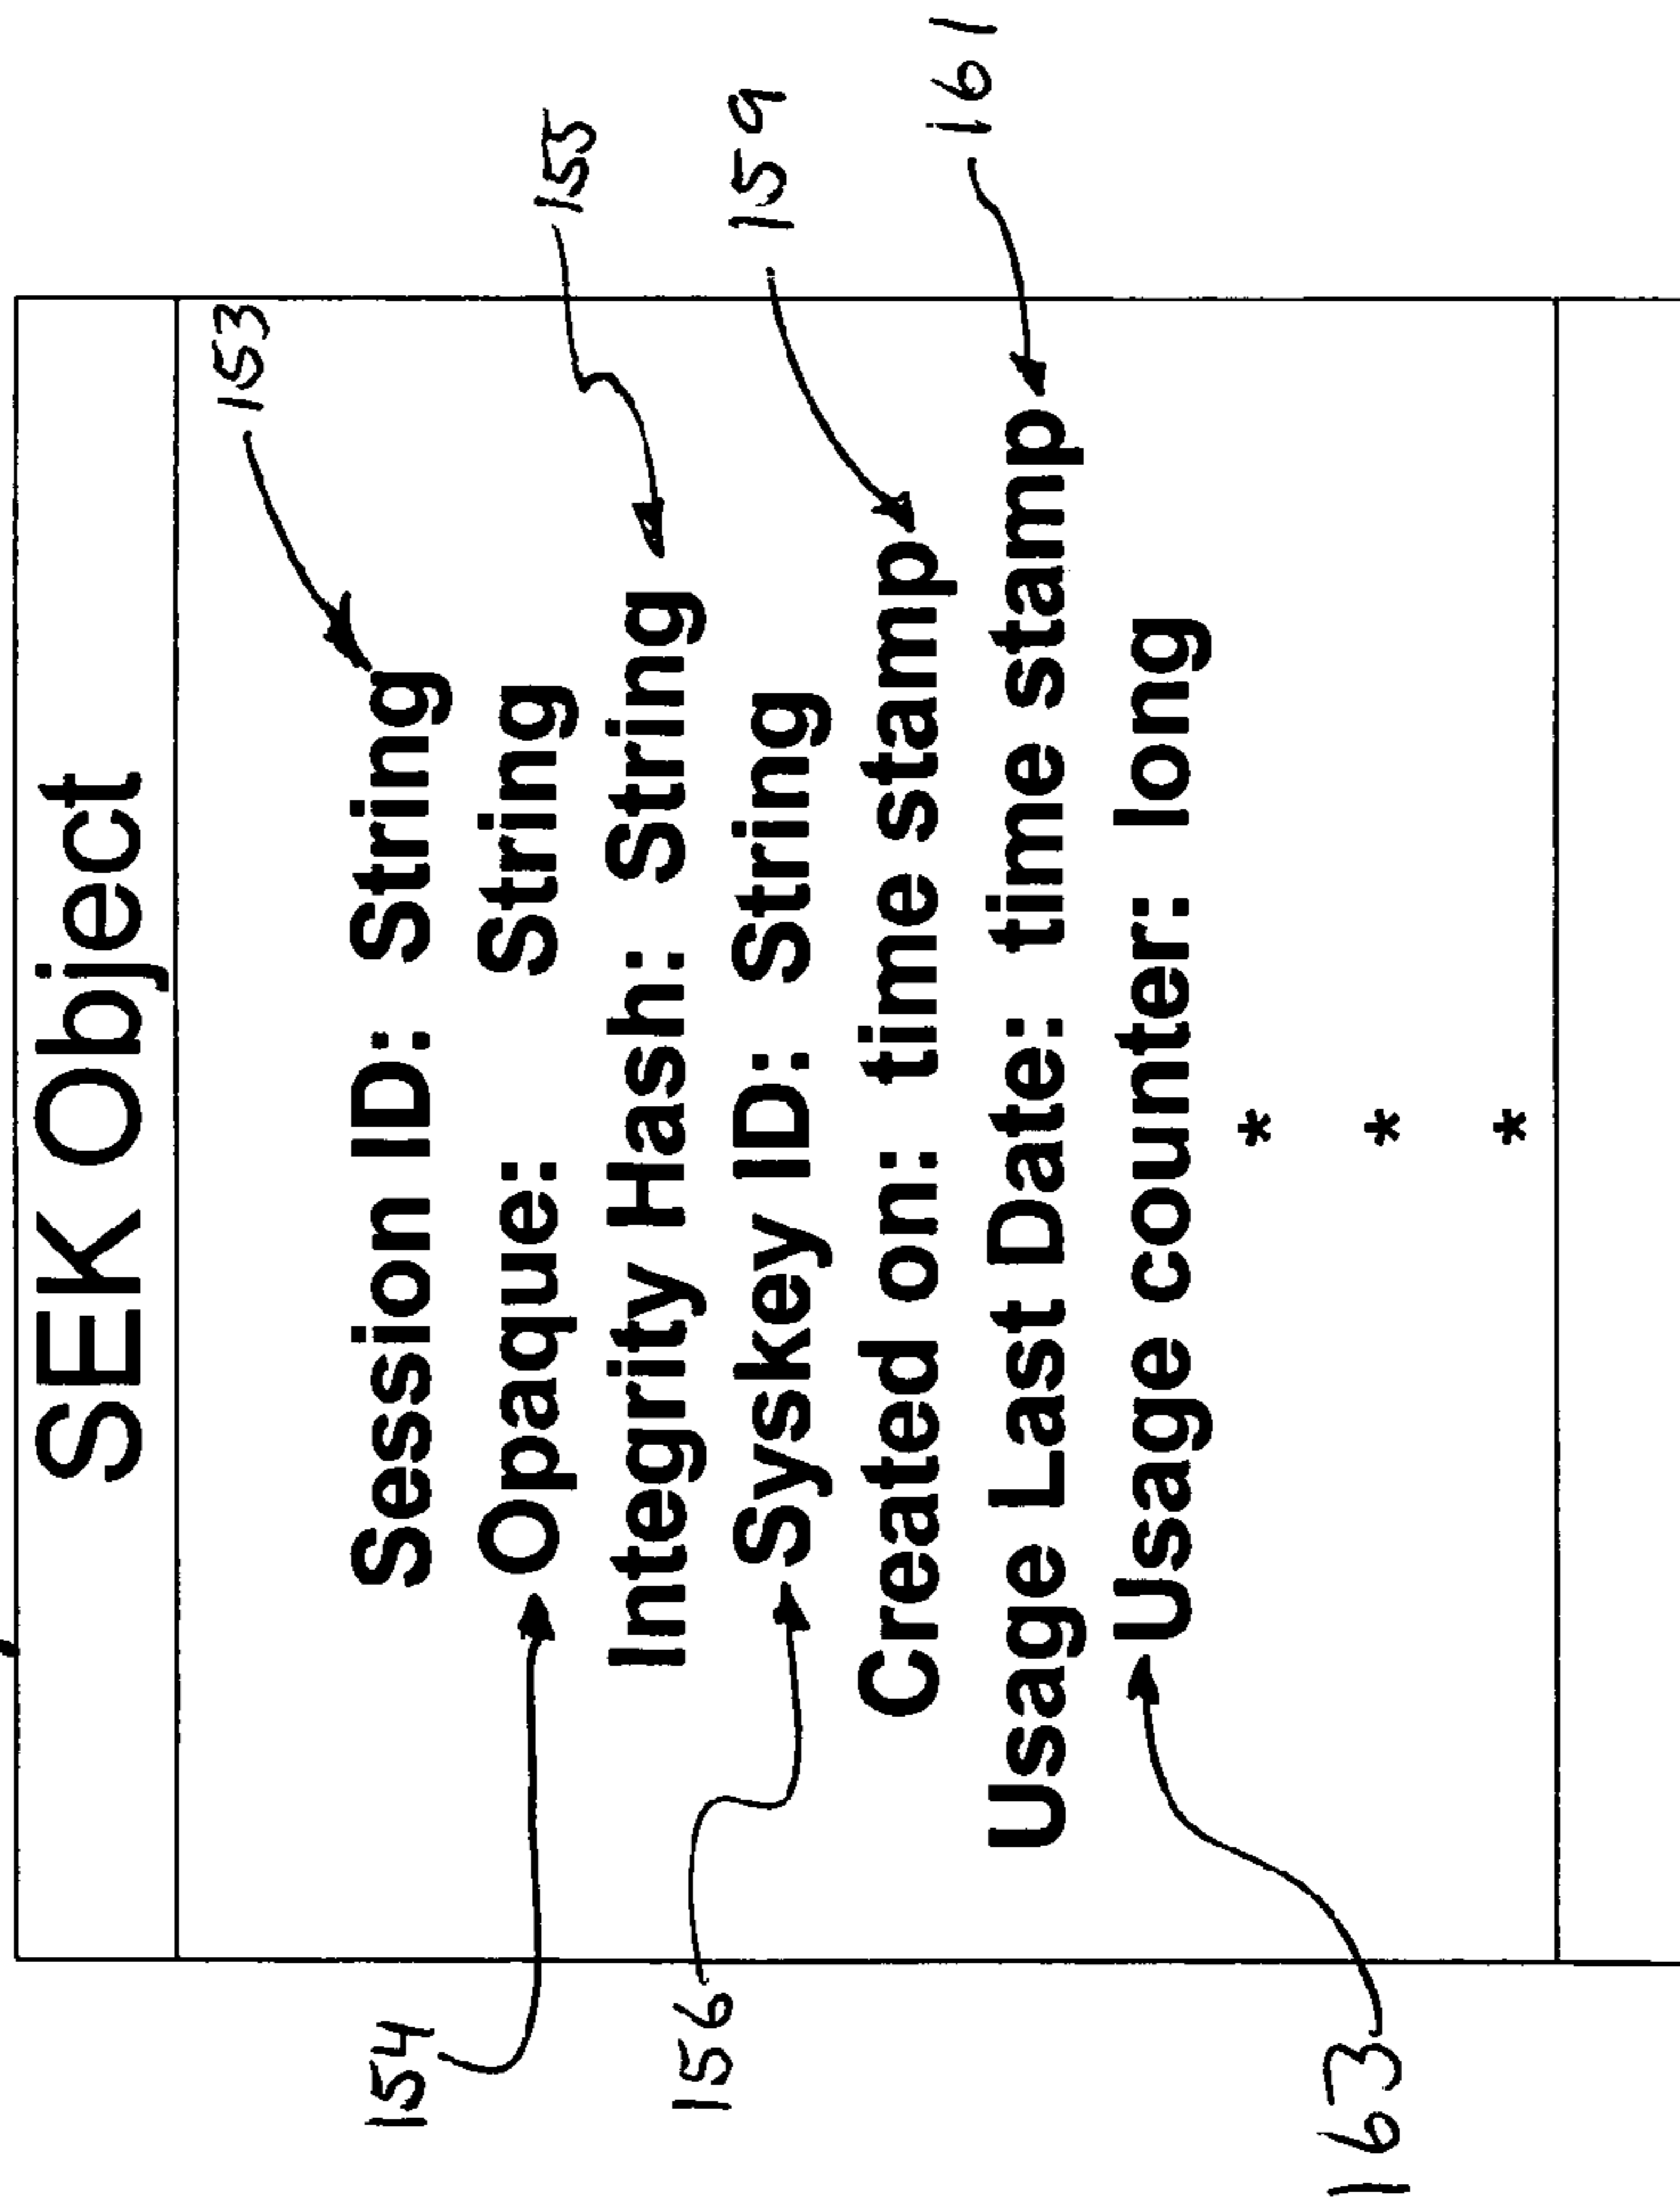 SEK Object
153
Session ID: String
154
Opaque: String
155
Integrity Hash: String
156
Syskey ID: String
159
Created on: time stamp
161
Usage Last Date: time stamp
163
Usage counter: long
*
*
*